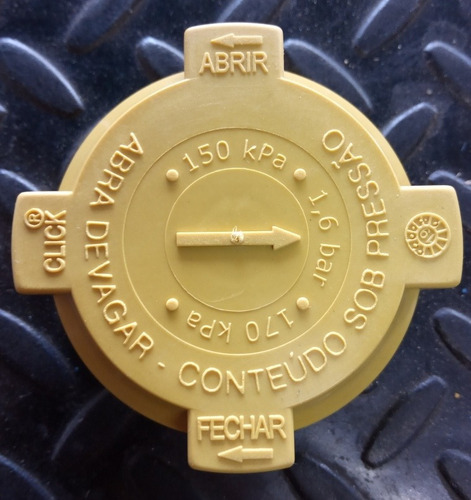 ABRIR
150 kPa
1,6 bar
170 kPa
CLICK®
ABRA DEVAGAR - CONTEÚDO SOB PRESSÃO
FECHAR